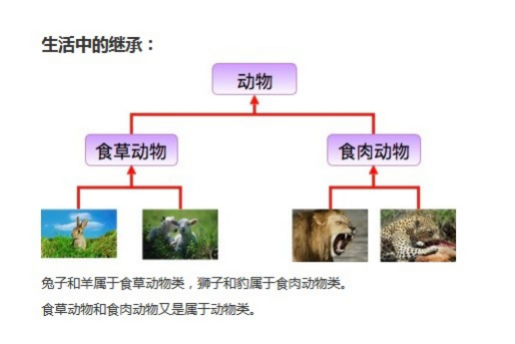 生活中的继承：
动物
食草动物
食肉动物
兔子和羊属于食草动物类，狮子和豹属于食肉动物类。
食草动物和食肉动物又是属于动物类。